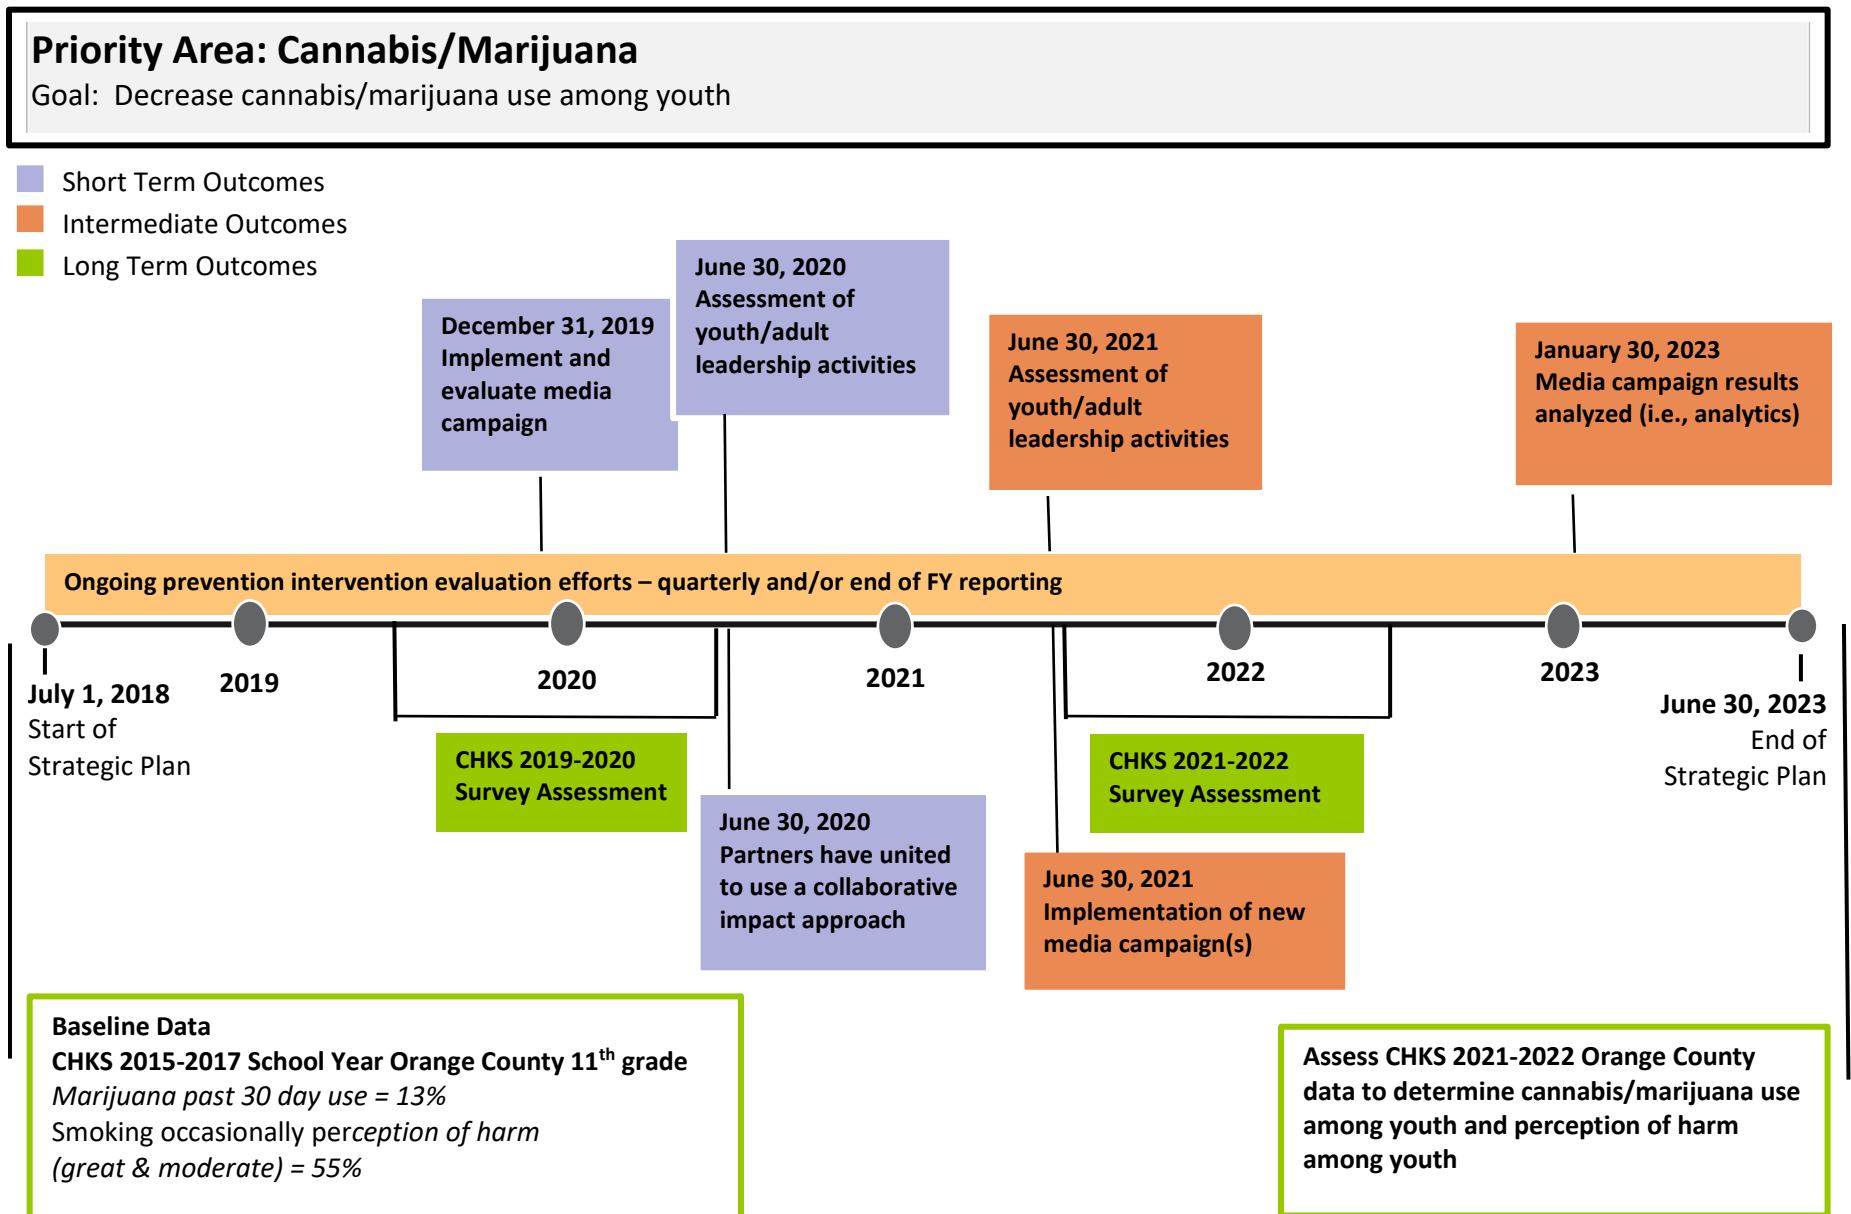 Priority Area: Cannabis/Marijuana
Goal: Decrease cannabis/marijuana use among youth
Short Term Outcomes
Intermediate Outcomes
Long Term Outcomes
December 31, 2019
Implement and
evaluate media
campaign
June 30, 2020
Assessment of
youth/adult
leadership activities
June 30, 2021
Assessment of
youth/adult
leadership activities
January 30, 2023
Media campaign results
analyzed (i.e., analytics)
Ongoing prevention intervention evaluation efforts – quarterly and/or end of FY reporting
July 1, 2018
Start of
Strategic Plan
2019
2020
2021
2022
2023
June 30, 2023
End of
Strategic Plan
CHKS 2019-2020
Survey Assessment
June 30, 2020
Partners have united
to use a collaborative
impact approach
CHKS 2021-2022
Survey Assessment
June 30, 2021
Implementation of new
media campaign(s)
Baseline Data
CHKS 2015-2017 School Year Orange County 11th grade
Marijuana past 30 day use = 13%
Smoking occasionally perception of harm
(great & moderate) = 55%
Assess CHKS 2021-2022 Orange County
data to determine cannabis/marijuana use
among youth and perception of harm
among youth